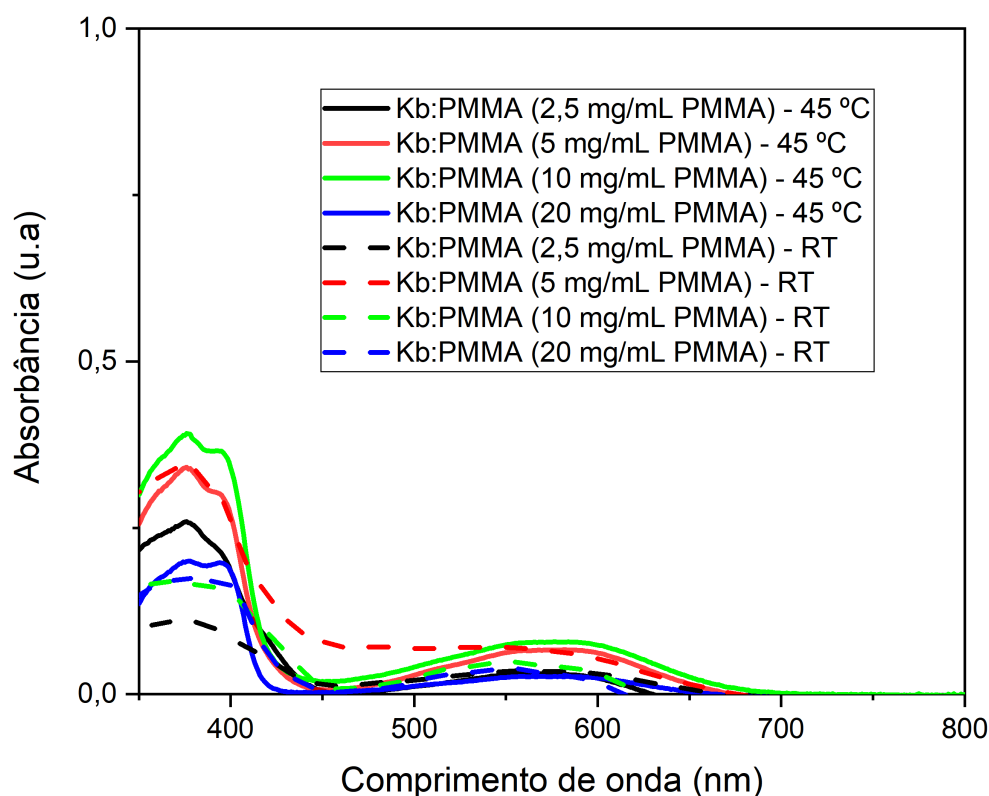 1,0
0,5
0,0
Absorbância (u.a)
Kb:PMMA (2,5 mg/mL PMMA) - 45 ºC
Kb:PMMA (5 mg/mL PMMA) - 45 ºC
Kb:PMMA (10 mg/mL PMMA) - 45 ºC
Kb:PMMA (20 mg/mL PMMA) - 45 ºC
Kb:PMMA (2,5 mg/mL PMMA) - RT
Kb:PMMA (5 mg/mL PMMA) - RT
Kb:PMMA (10 mg/mL PMMA) - RT
Kb:PMMA (20 mg/mL PMMA) - RT
400 500 600 700 800
Comprimento de onda (nm)